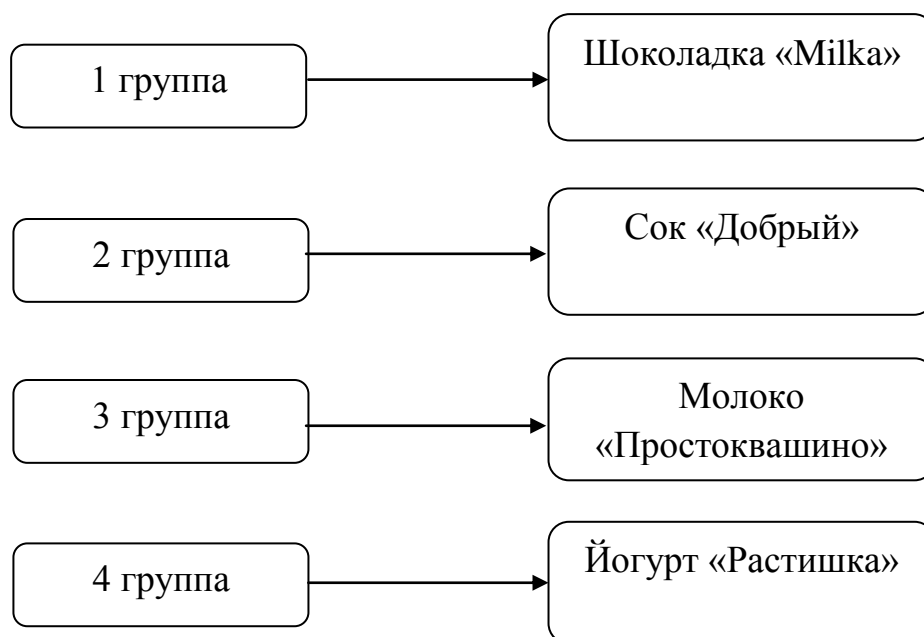 1 группа
Шоколадка «Milka»
2 группа
Сок «Добрый»
3 группа
Молоко
«Простоквашино»
4 группа
Йогурт «Растишка»